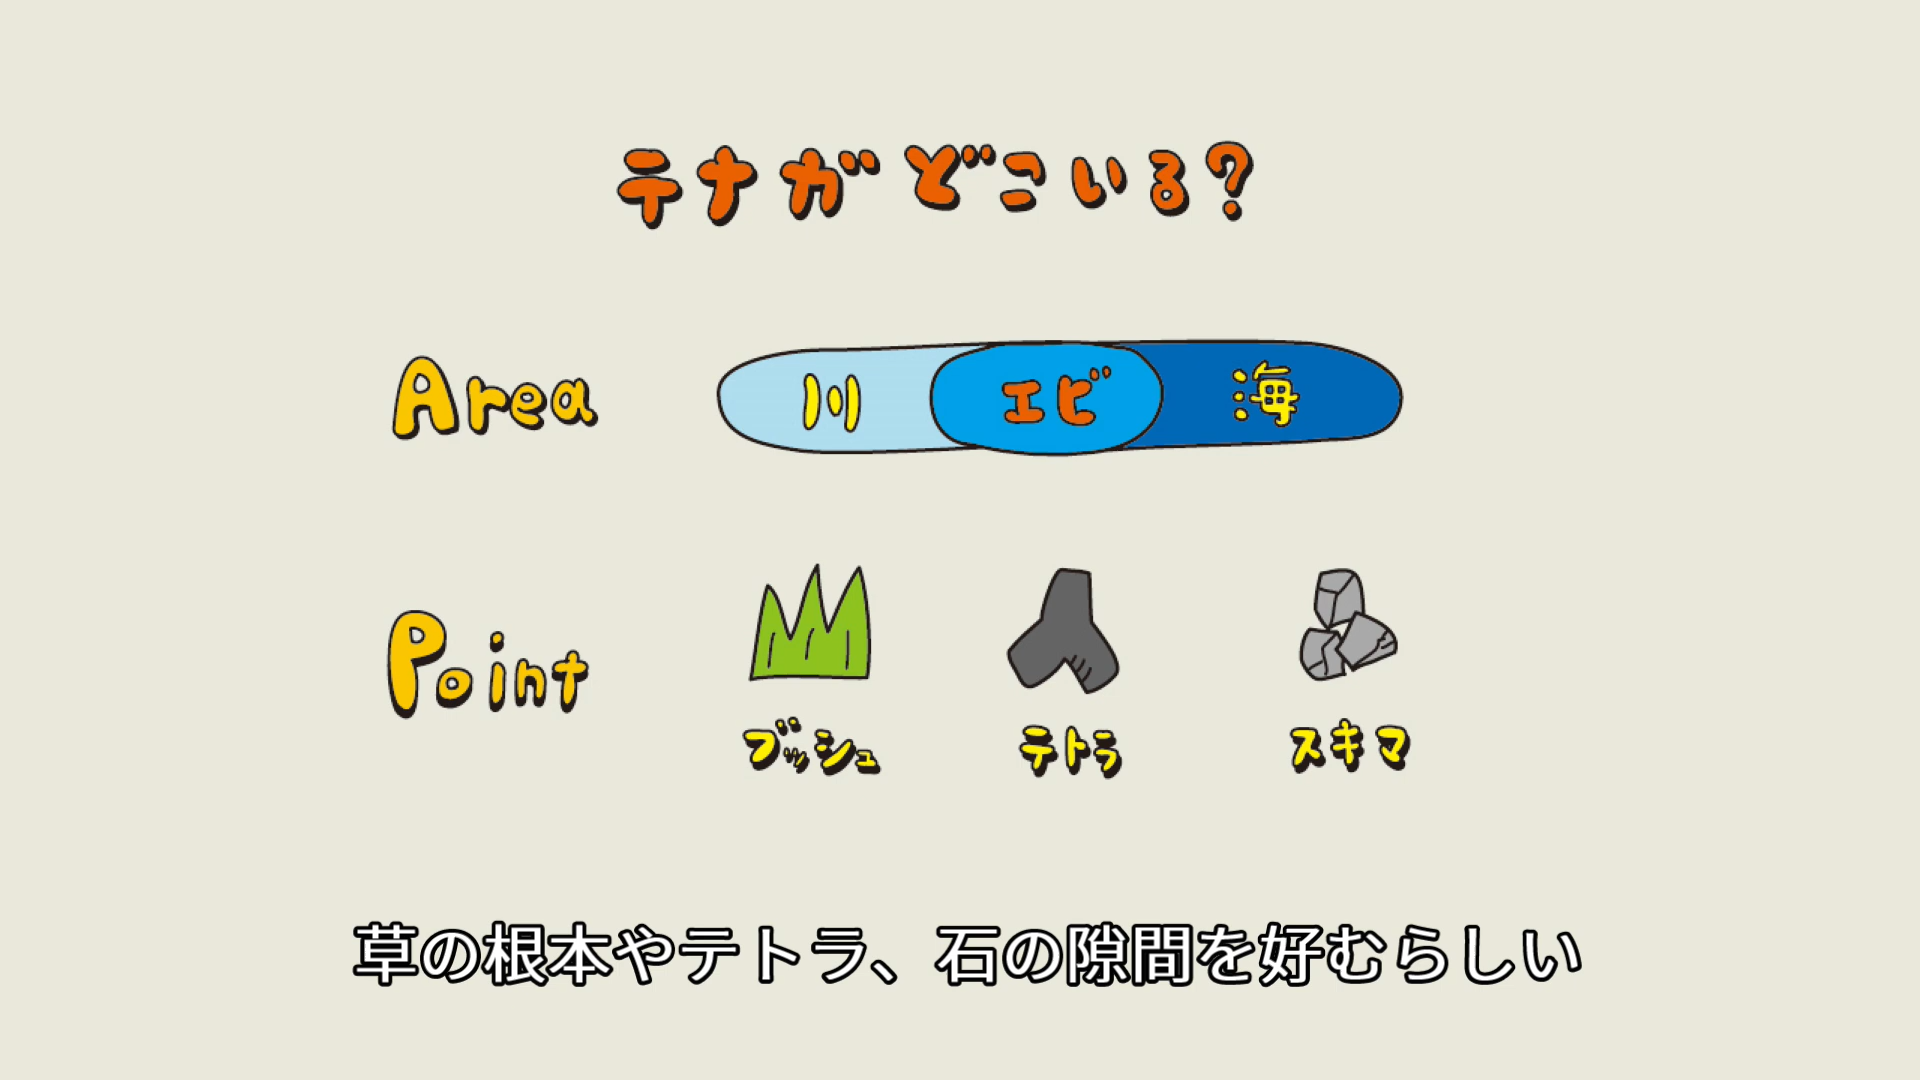 テナガどこいる?
Area
川 エビ 海
Point
ブッシュ テトラ スキマ
草の根本やテトラ、石の隙間を好むらしい